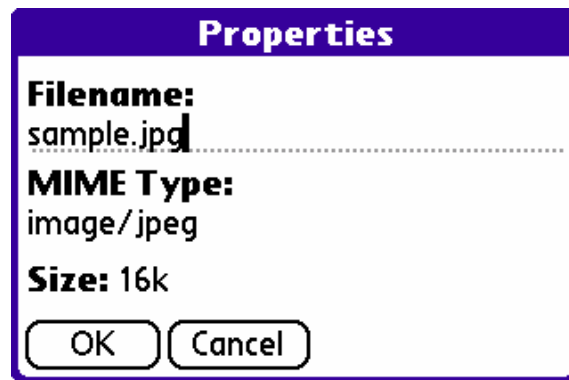 Properties
Filename:
sample.jpg
MIME Type:
image/jpeg
Size: 16k
OK Cancel